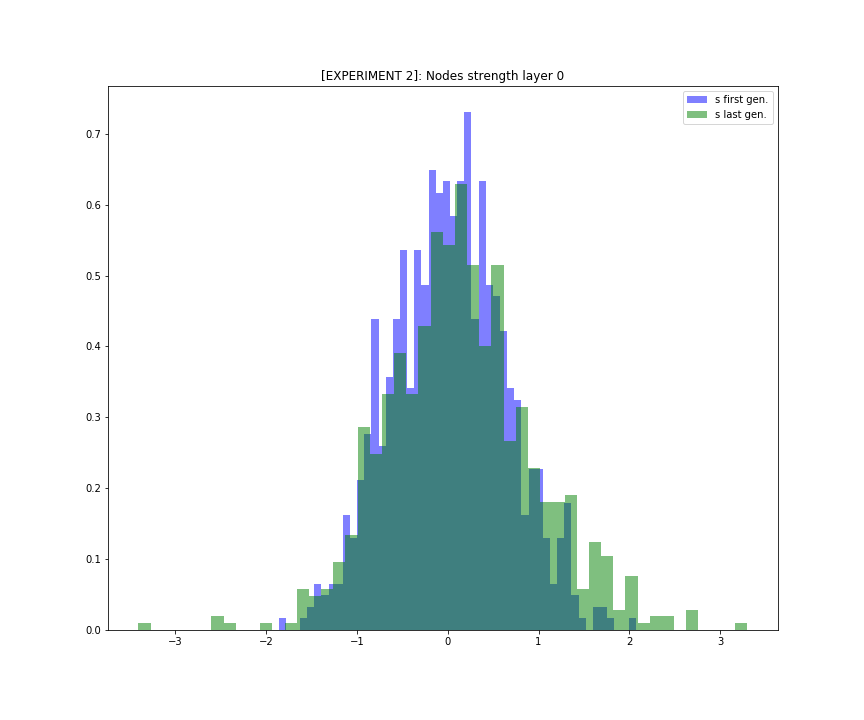 [EXPERIMENT 2]: Nodes strength layer 0
s first gen.
s last gen.
0.7
0.6
0.5
0.4
0.3
0.2
0.1
0.0
−3 −2 −1 0 1 2 3